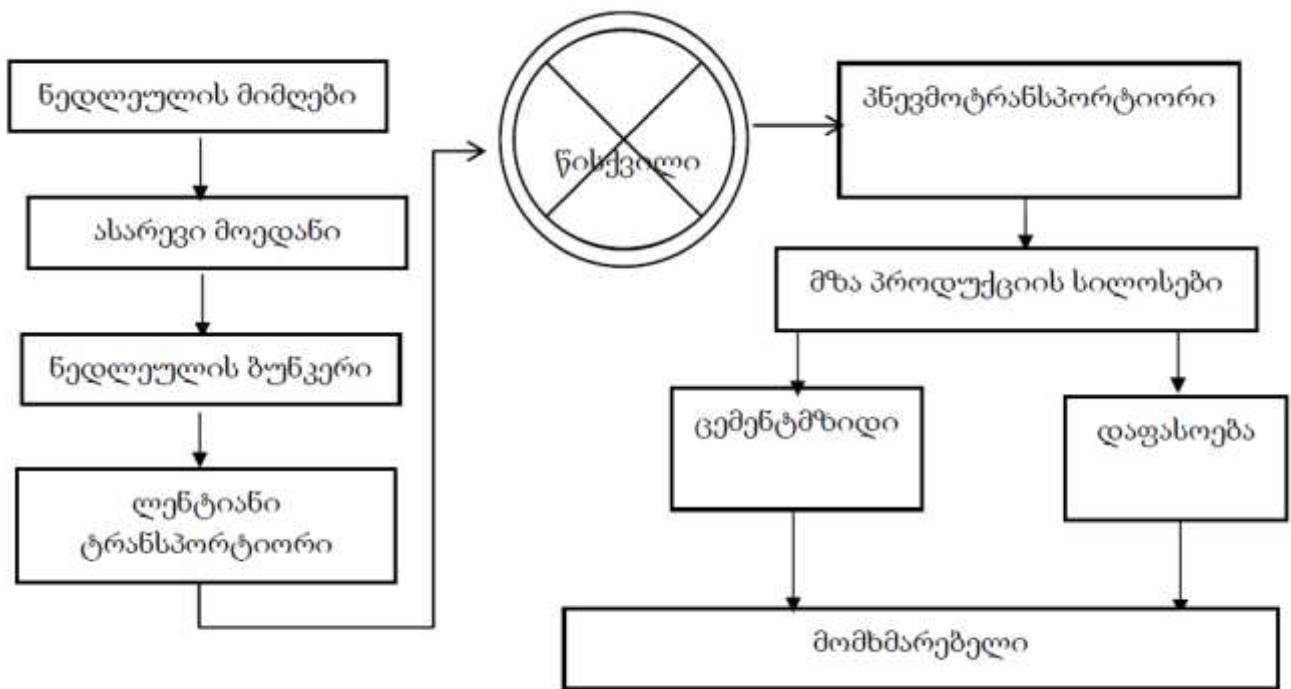 ნედლეულის მიმღები
ასარევი მოედანი
ნედლეულის ბუნკერი
ლენტიანი
ტრანსპორტიორი
წისქვილი
პნევმოტრანსპორტიორი
მზა პროდუქციის სილოსები
ცემენტმზიდი
დაფასოება
მომხმარებელი